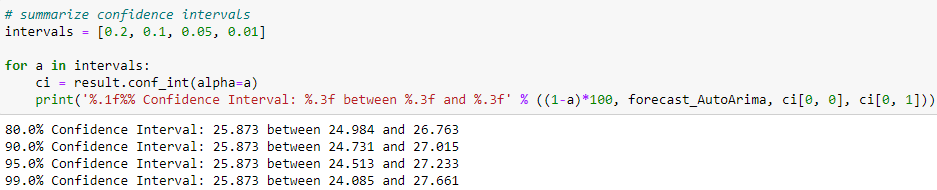 # summarize confidence intervals
intervals = [0.2, 0.1, 0.05, 0.01]
for a in intervals:
    ci = result.conf_int(alpha=a)
    print('%.1f%% Confidence Interval: %.3f between %.3f and %.3f' % ((1-a)*100, forecast_AutoArima, ci[0, 0], ci[0, 1]))
80.0% Confidence Interval: 25.873 between 24.984 and 26.763
90.0% Confidence Interval: 25.873 between 24.731 and 27.015
95.0% Confidence Interval: 25.873 between 24.513 and 27.233
99.0% Confidence Interval: 25.873 between 24.085 and 27.661